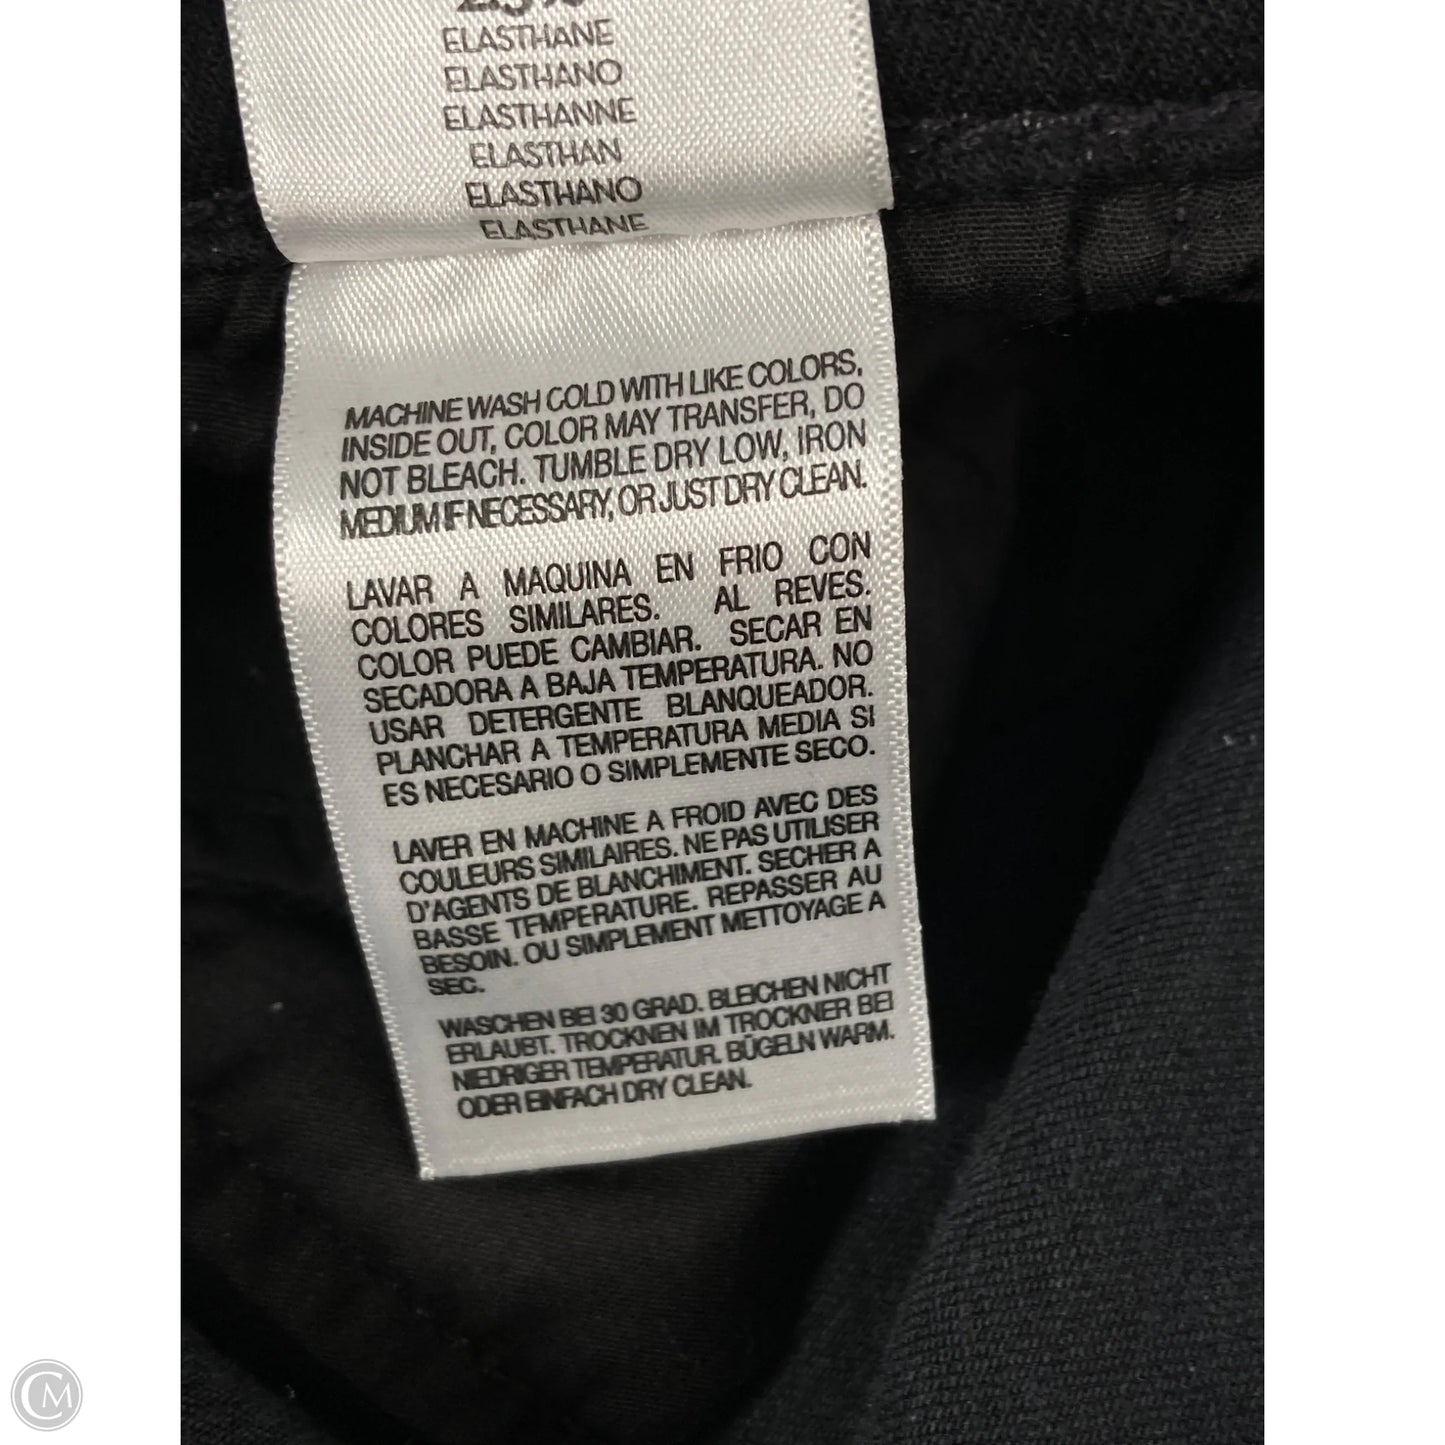 ELASTHANE
ELASTHANO
ELASTHANNE
ELASTHAN
ELASTHANO
ELASTHANE
MACHINE WASH COLD WITH LIKE COLORS,
INSIDE OUT, COLOR MAY TRANSFER, DO
NOT BLEACH. TUMBLE DRY LOW, IRON
MEDIUM IF NECESSARY, OR JUST DRY CLEAN.
LAVAR A MAQUINA EN FRIO CON
COLORES SIMILARES. AL REVES.
COLOR PUEDE CAMBIAR. SECAR EN
SECADORA A BAJA TEMPERATURA. NO
USAR DETERGENTE BLANQUEADOR.
PLANCHAR A TEMPERATURA MEDIA SI
ES NECESARIO O SIMPLEMENTE SECO.
LAVER EN MACHINE A FROID AVEC DES
COULEURS SIMILAIRES. NE PAS UTILISER
D'AGENTS DE BLANCHIMENT. SECHER A
BASSE TEMPERATURE. REPASSER AU
BESOIN. OU SIMPLEMENT METTOYAGE A
SEC.
WASCHEN BEI 30 GRAD. BLEICHEN NICHT
ERLAUBT. TROCKNEN IM TROCKNER BEI
NIEDRIGER TEMPERATUR. BÜGELN WARM.
ODER EINFACH DRY CLEAN.
CM